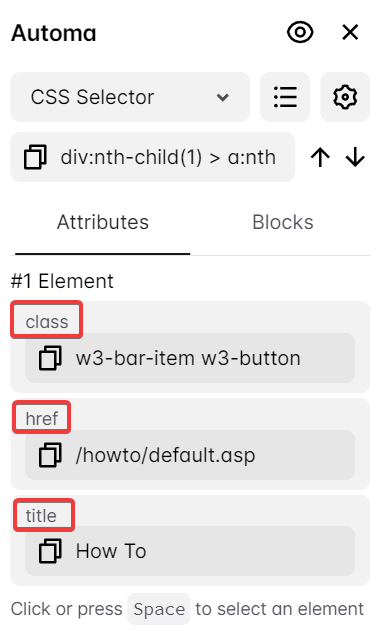 Automa
CSS Selector
div:nth-child(1) > a:nth
Attributes Blocks
#1 Element
class
w3-bar-item w3-button
href
/howto/default.asp
title
How To
Click or press Space to select an element